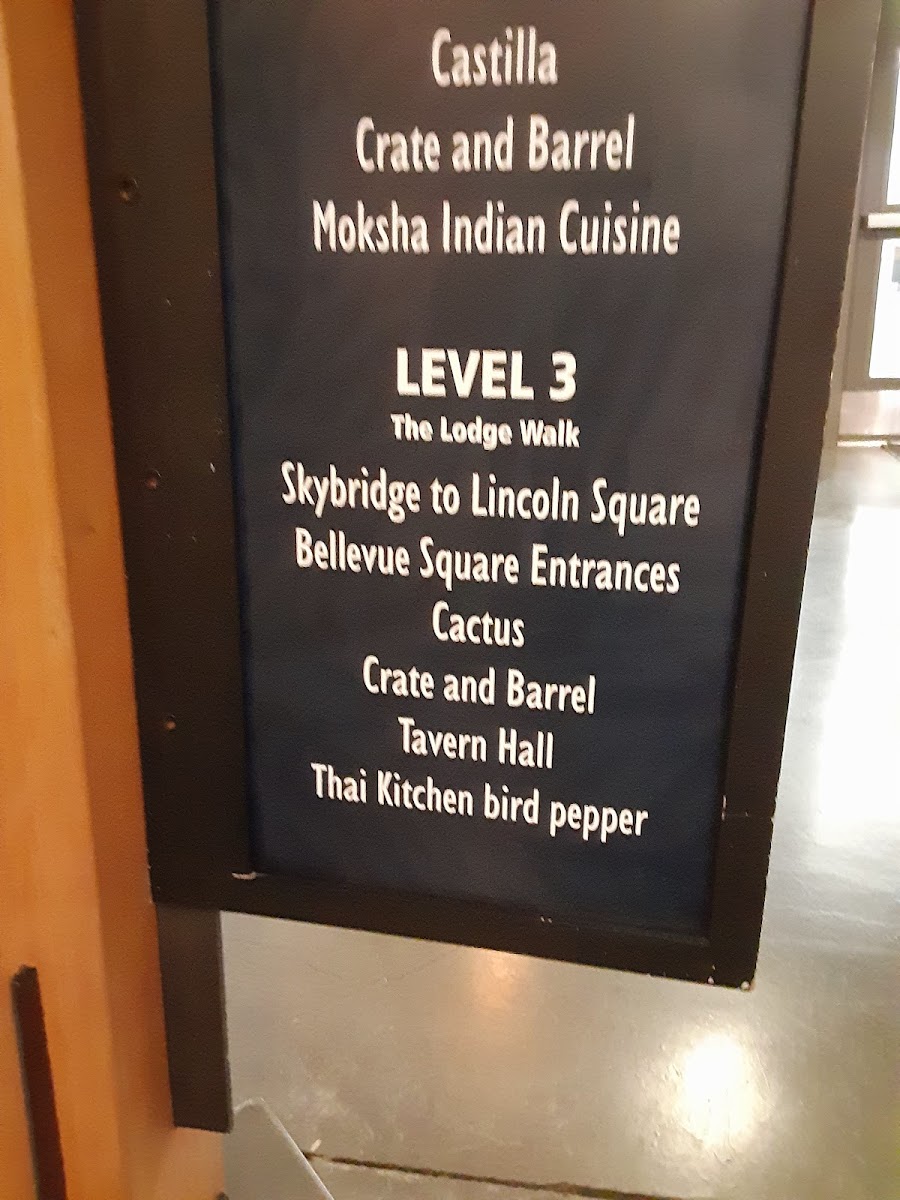 Castilla
Crate and Barrel
Moksha Indian Cuisine
LEVEL 3
The Lodge Walk
Skybridge to Lincoln Square
Bellevue Square Entrances
Cactus
Crate and Barrel
Tavern Hall
Thai Kitchen bird pepper